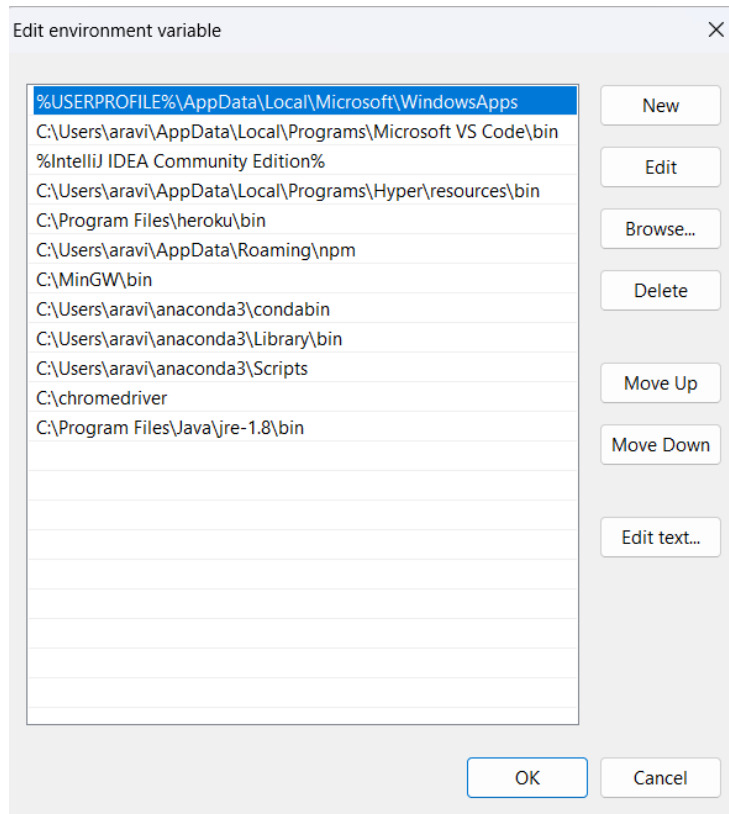 Edit environment variable
%USERPROFILE%\AppData\Local\Microsoft\WindowsApps
C:\Users\aravi\AppData\Local\Programs\Microsoft VS Code\bin
%IntelliJ IDEA Community Edition%
C:\Users\aravi\AppData\Local\Programs\Hyper\resources\bin
C:\Program Files\heroku\bin
C:\Users\aravi\AppData\Roaming\npm
C:\MinGW\bin
C:\Users\aravi\anaconda3\condabin
C:\Users\aravi\anaconda3\Library\bin
C:\Users\aravi\anaconda3\Scripts
C:\chromedriver
C:\Program Files\Java\jre-1.8\bin
New
Edit
Browse...
Delete
Move Up
Move Down
Edit text...
OK
Cancel